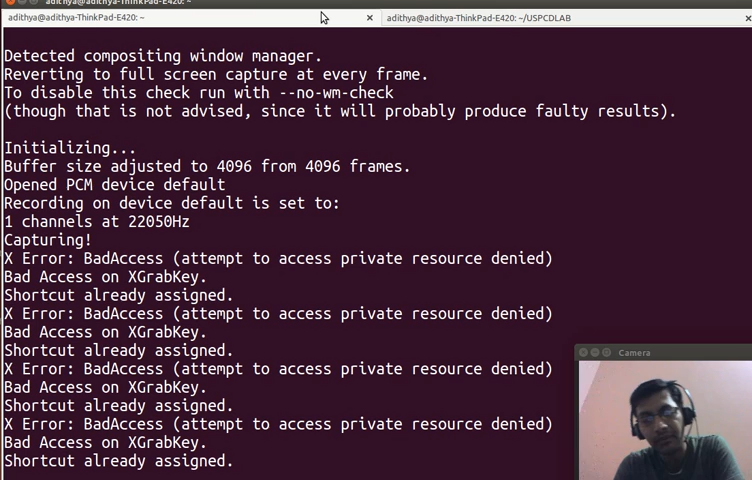 adithya@adithya-ThinkPad-E420: ~
adithya@adithya-ThinkPad-E420: ~
adithya@adithya-ThinkPad-E420: ~/USPCDLAB
Detected compositing window manager.
Reverting to full screen capture at every frame.
To disable this check run with --no-wm-check
(though that is not advised, since it will probably produce faulty results).
Initializing...
Buffer size adjusted to 4096 from 4096 frames.
Opened PCM device default
Recording on device default is set to:
1 channels at 22050Hz
Capturing!
X Error: BadAccess (attempt to access private resource denied)
Bad Access on XGrabKey.
Shortcut already assigned.
X Error: BadAccess (attempt to access private resource denied)
Bad Access on XGrabKey.
Shortcut already assigned.
X Error: BadAccess (attempt to access private resource denied)
Bad Access on XGrabKey.
Shortcut already assigned.
X Error: BadAccess (attempt to access private resource denied)
Bad Access on XGrabKey.
Shortcut already assigned.
Camera